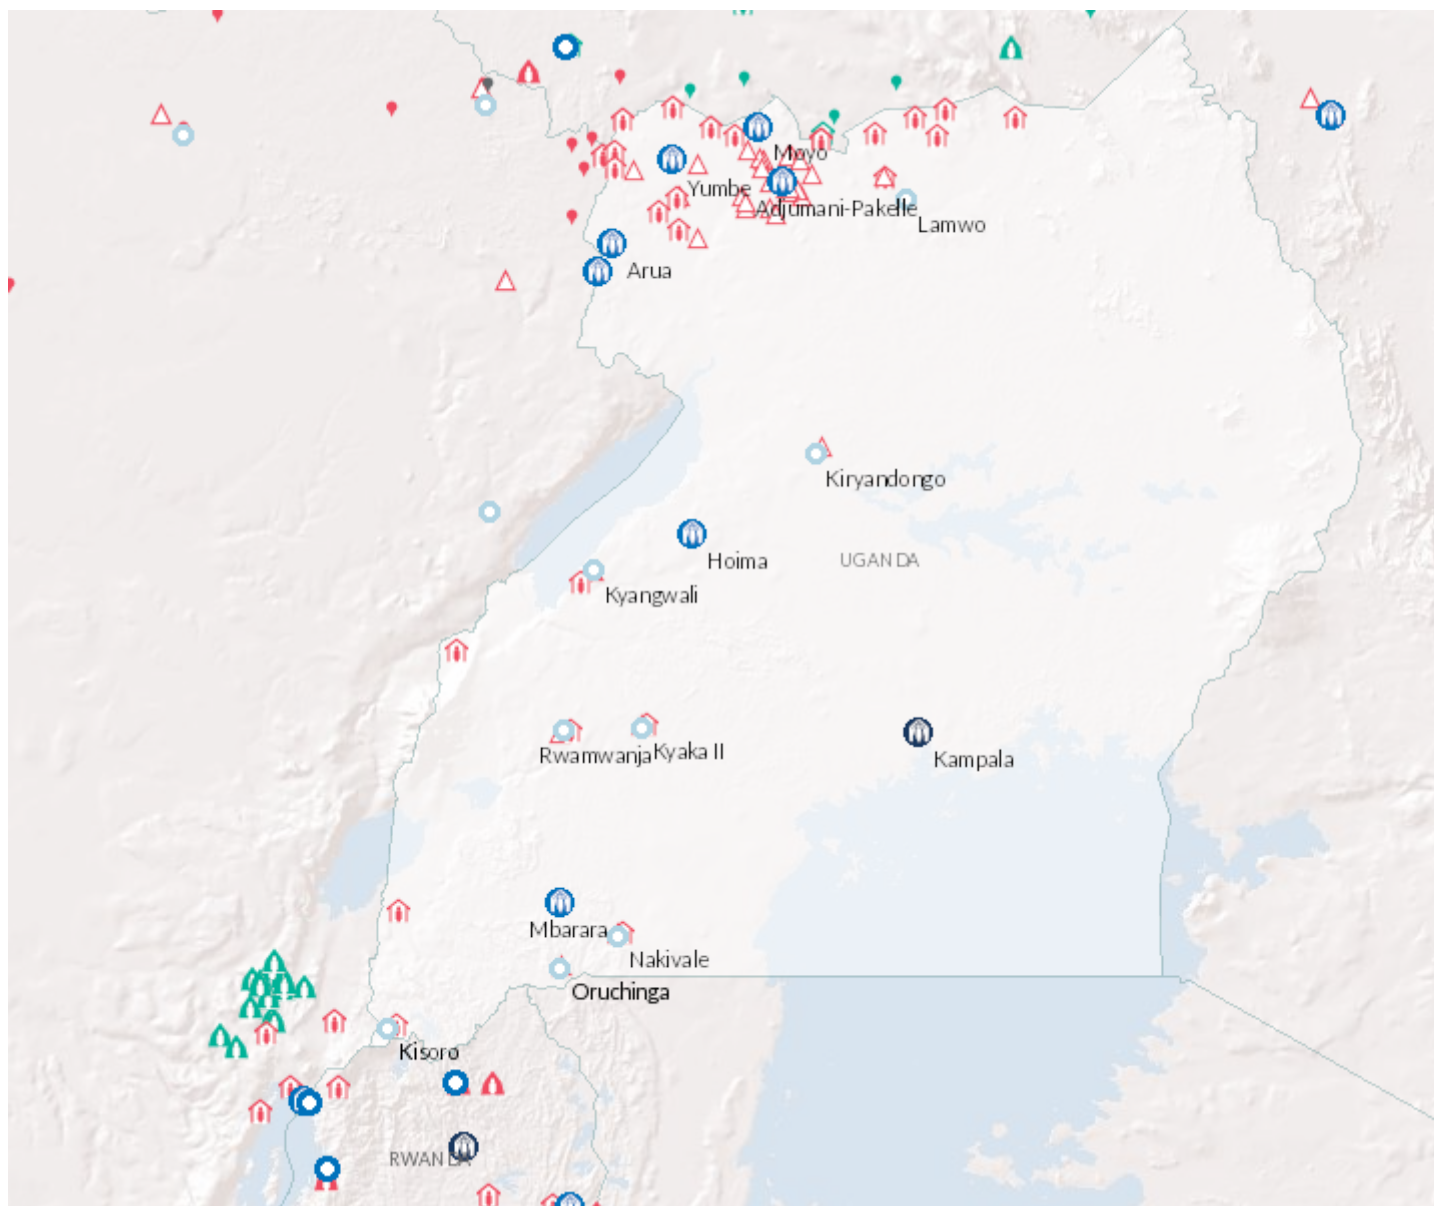 Moyo
Yumbe
Adjumani-Pakelle
Lamwo
Arua
Kiryandongo
Hoima
UGANDA
Kyangwali
Rwamwanja
Kyaka II
Kampala
Mbarara
Nakivale
Oruchinga
Kisoro
RWANDA